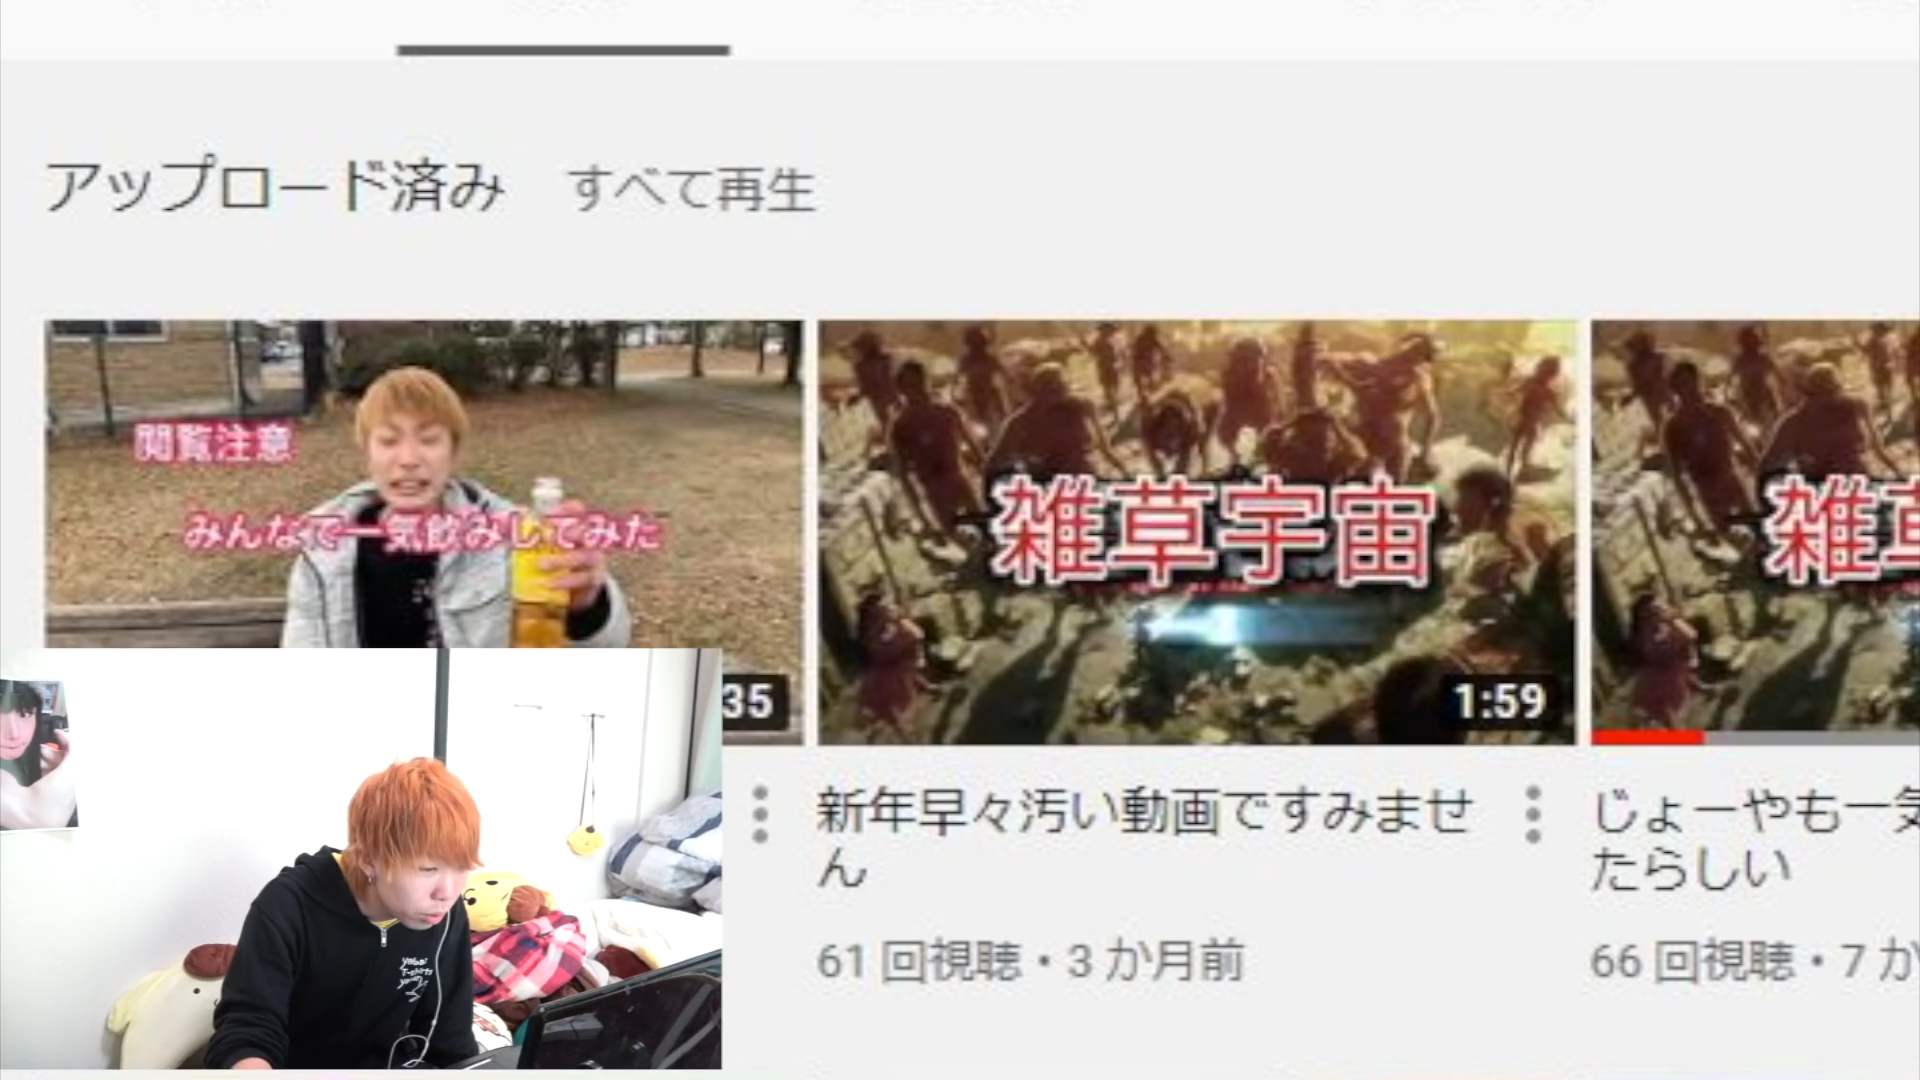 アップロード済み すべて再生
閲覧注意
みんなで一気飲みしてみた
雑草宇宙
雑草
35
1:59
新年早々汚い動画ですみませ
ん
じょーやも一気
たらしい
61 回視聴・3 か月前
66 回視聴・7 か
yabai
T-shirts